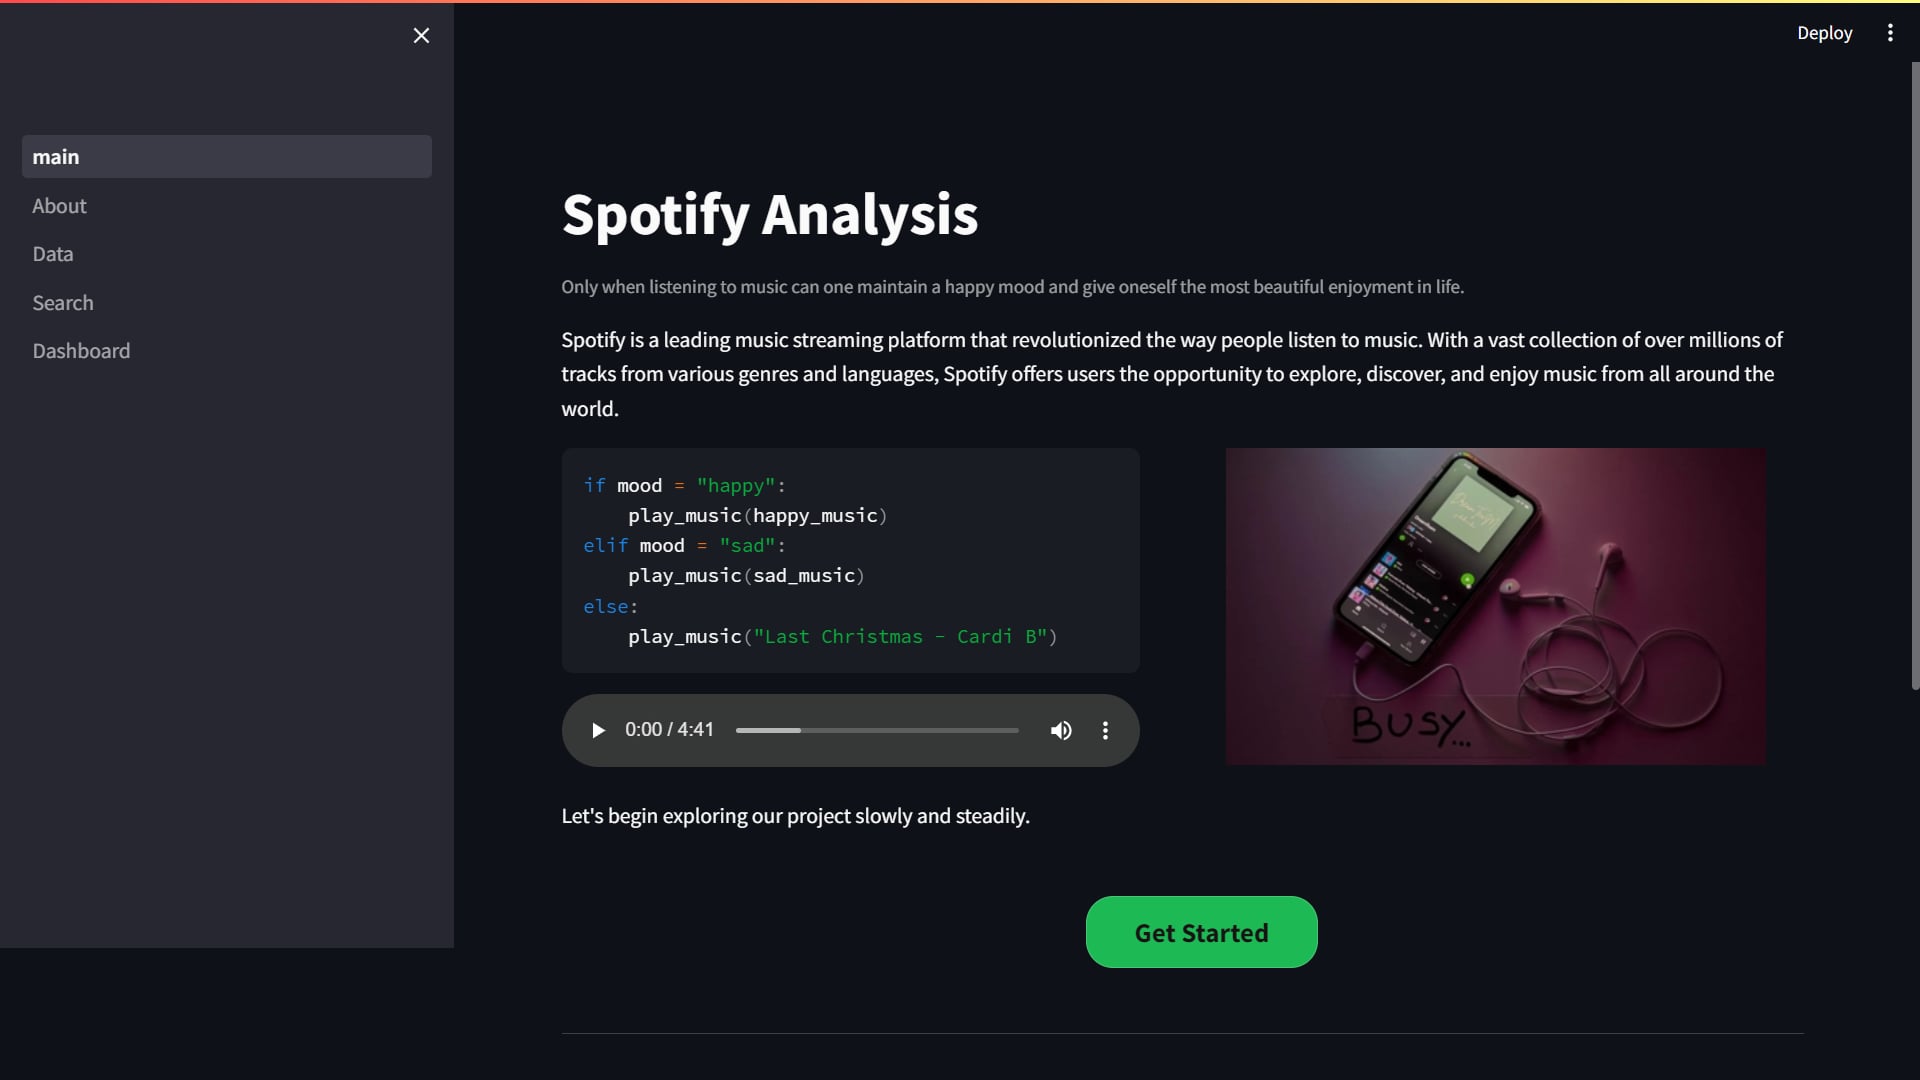 Deploy
main
About
Data
Search
Dashboard
Spotify Analysis
Only when listening to music can one maintain a happy mood and give oneself the most beautiful enjoyment in life.
Spotify is a leading music streaming platform that revolutionized the way people listen to music. With a vast collection of over millions of
tracks from various genres and languages, Spotify offers users the opportunity to explore, discover, and enjoy music from all around the
world.
if mood = "happy":
    play_music(happy_music)
elif mood = "sad":
    play_music(sad_music)
else:
    play_music("Last Christmas - Cardi B")
0:00 / 4:41
BUSY...
Let's begin exploring our project slowly and steadily.
Get Started